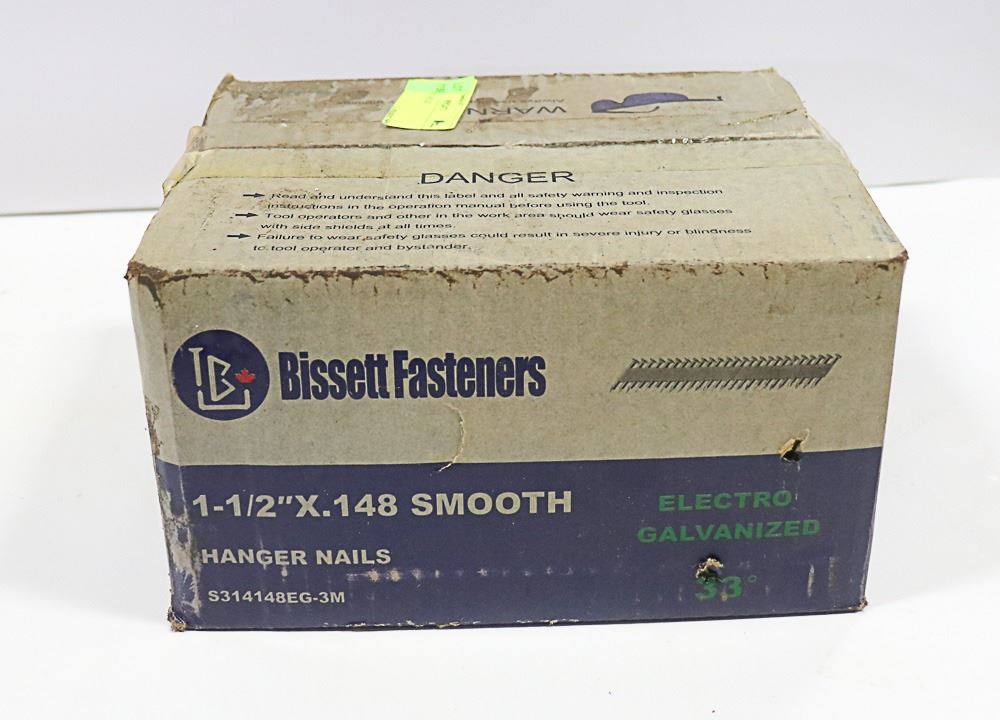 WARN
DANGER
→ Read and understand this label and all safety warning and inspection
instuctions in the operation manual before using the tool.
→ Tool operators and other in the work area should wear safety glasses
with side shields at all times.
→ Failure to wear safety glasses could result in severe injury or blindness
to tool operator and bystander.
LB
Bissett Fasteners
1-1/2"X.148 SMOOTH
HANGER NAILS
S314148EG-3M
ELECTRO
GALVANIZED
33°